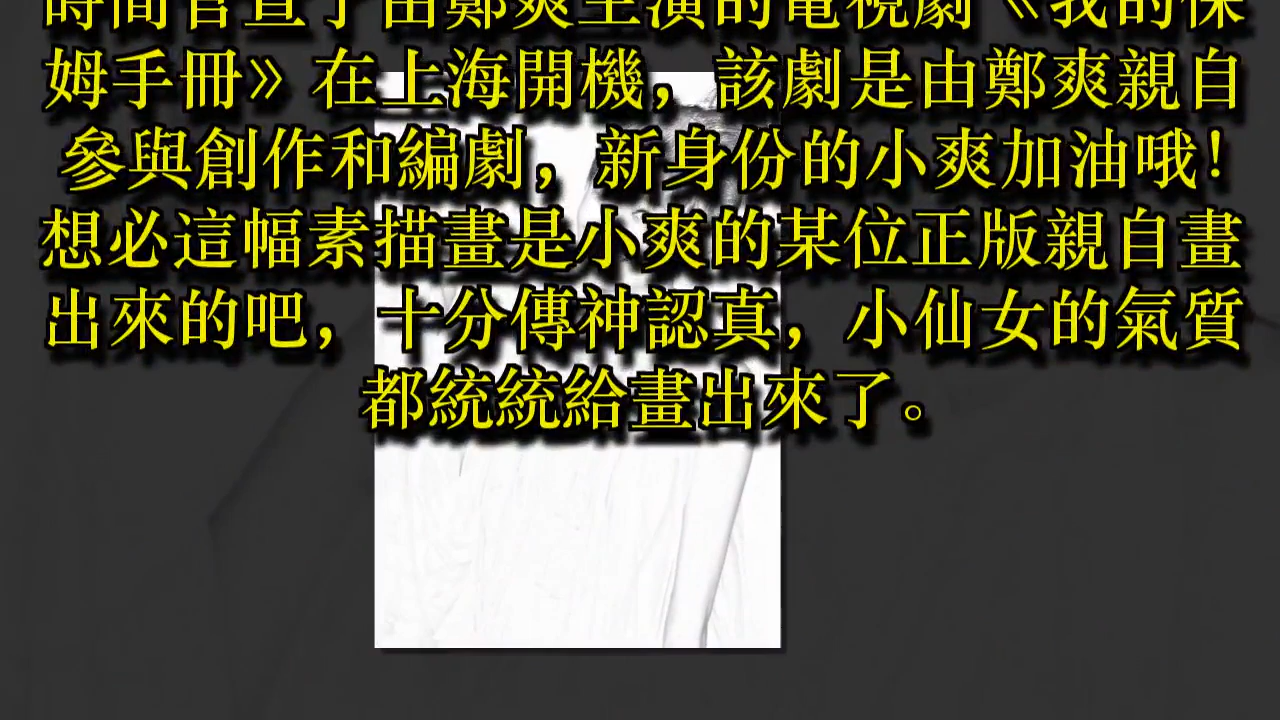 時間官宣了由鄭爽主演的電視劇《我的保
姆手冊》在上海開機，該劇是由鄭爽親自
參與創作和編劇，新身份的小爽加油哦！
想必這幅素描畫是小爽的某位正版親自畫
出來的吧，十分傳神認真，小仙女的氣質
都統統給畫出來了。